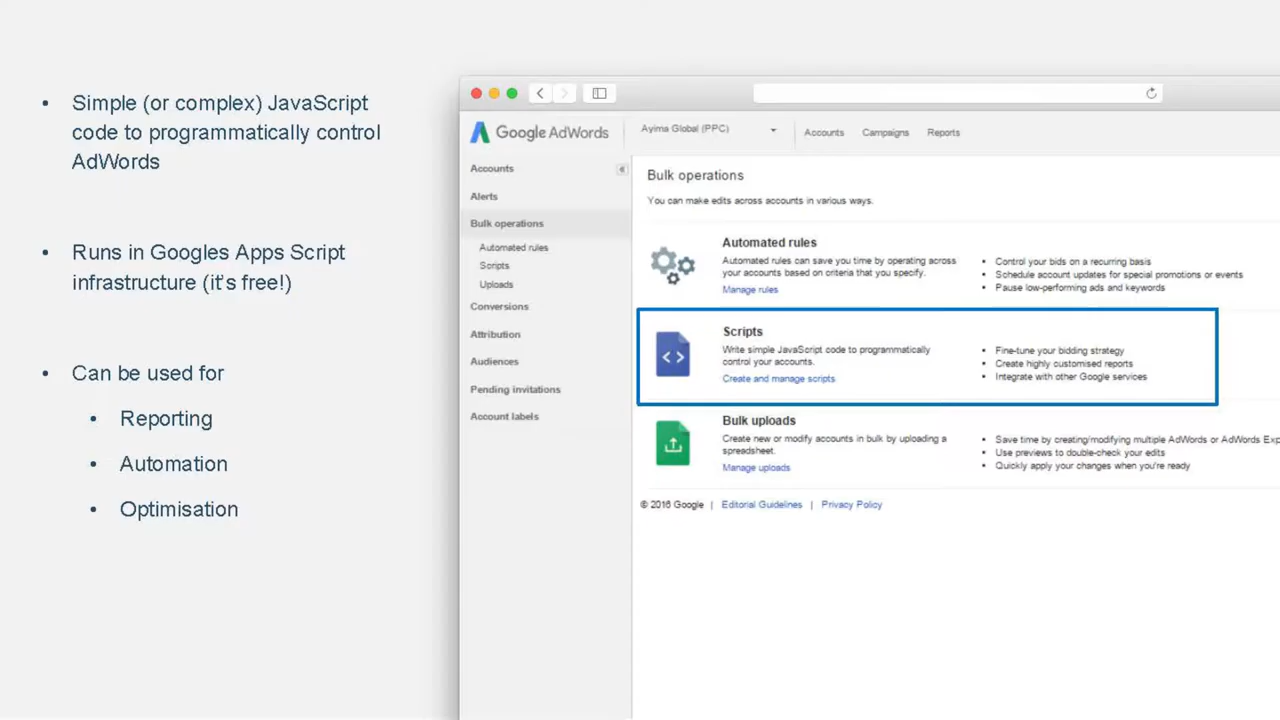 • Simple (or complex) JavaScript
code to programmatically control
AdWords
• Runs in Googles Apps Script
infrastructure (it's free!)
• Can be used for
• Reporting
• Automation
• Optimisation
Google AdWords
Ayima Global (PPC)
Accounts
Campaigns
Reports
Accounts
Alerts
Bulk operations
Automated rules
Scripts
Uploads
Conversions
Attribution
Audiences
Pending invitations
Account labels
Bulk operations
You can make edits across accounts in various ways.
Automated rules
Automated rules can save you time by operating across
your accounts based on criteria that you specify.
Manage rules
• Control your bids on a recurring basis
• Schedule account updates for special promotions or events
• Pause low-performing ads and keywords
Scripts
Write simple JavaScript code to programmatically
control your accounts.
Create and manage scripts
• Fine-tune your bidding strategy
• Create highly customised reports
• Integrate with other Google services
Bulk uploads
Create new or modify accounts in bulk by uploading a
spreadsheet.
Manage uploads
• Save time by creating/modifying multiple AdWords or AdWords Exp
• Use previews to double-check your edits
• Quickly apply your changes when you're ready
© 2016 Google | Editorial Guidelines | Privacy Policy